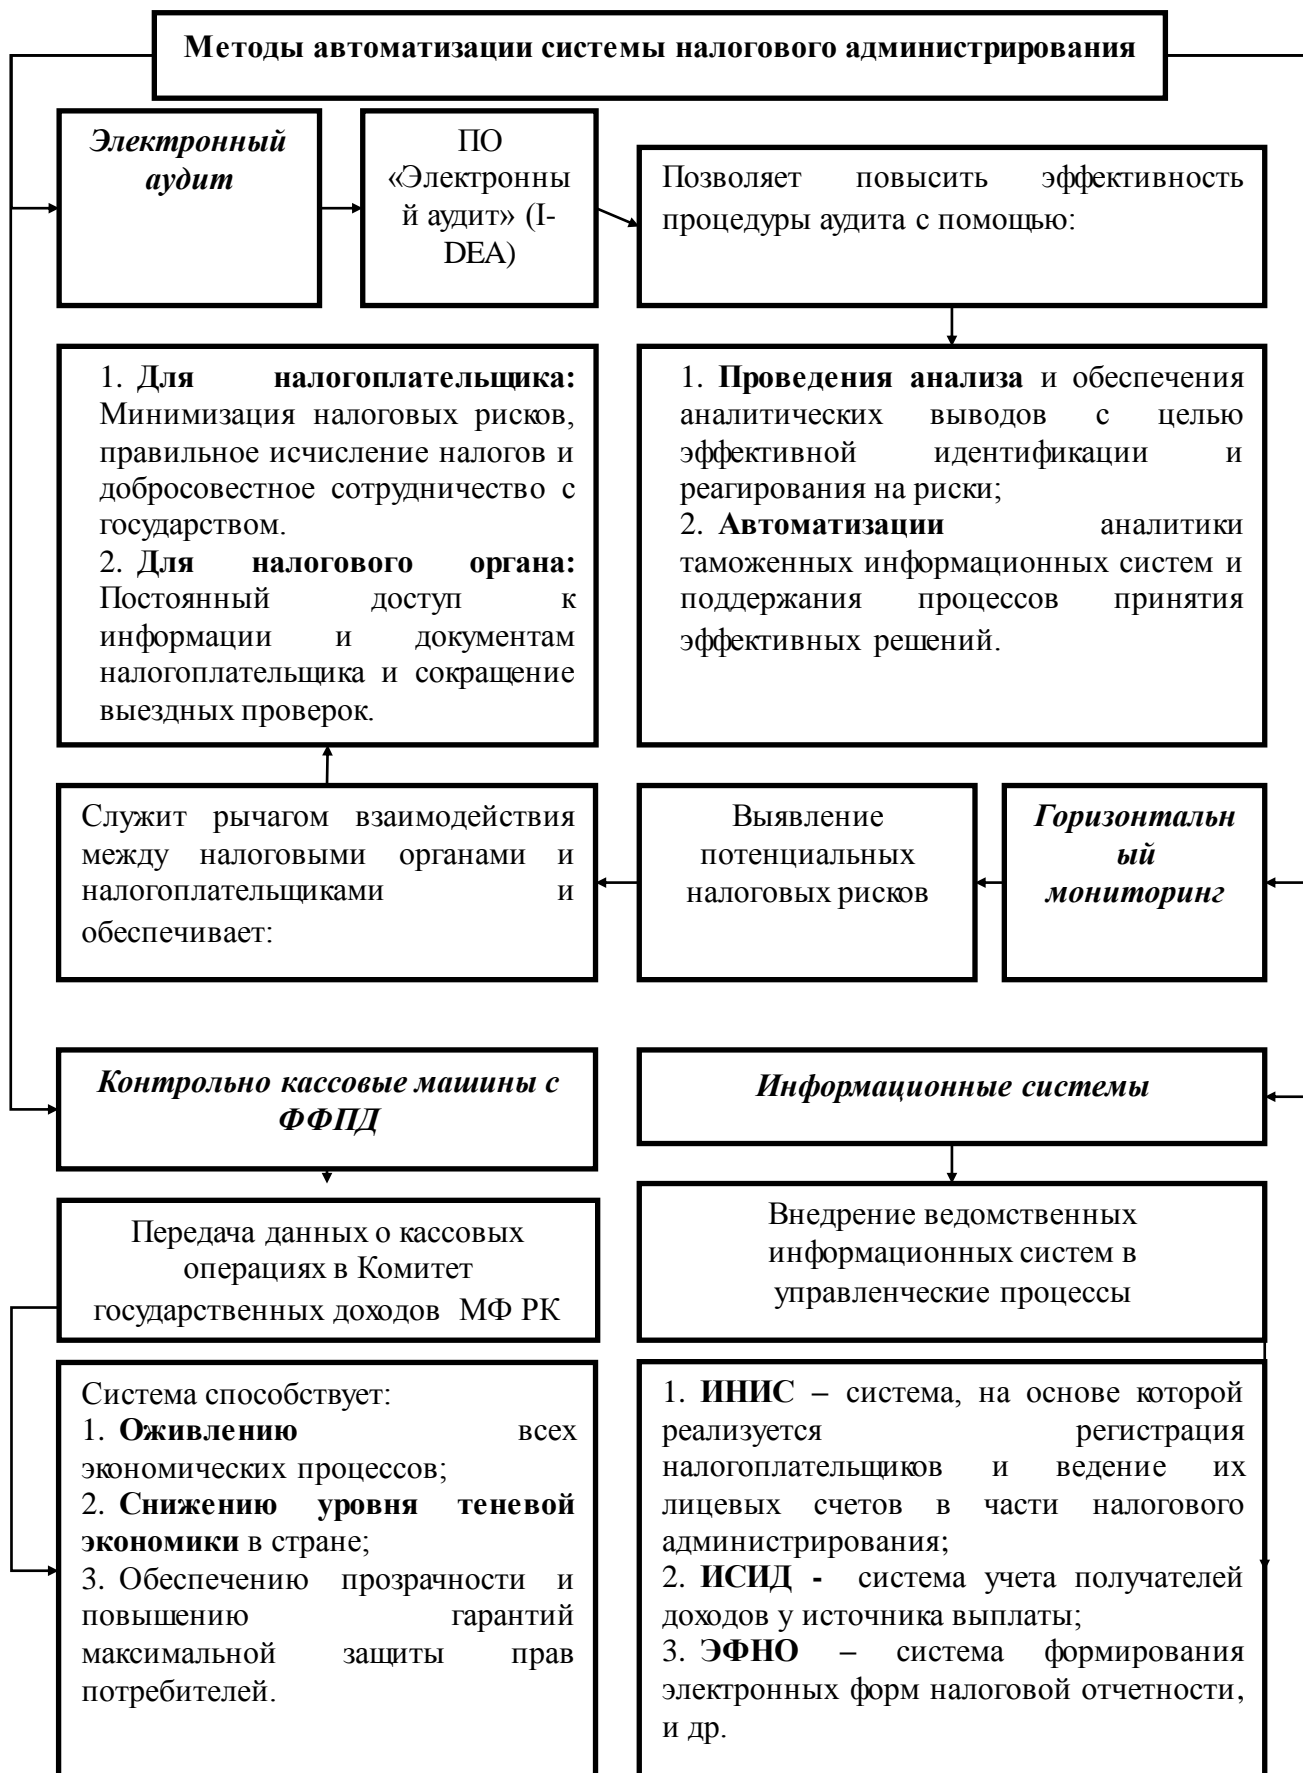 Методы автоматизации системы налогового администрирования
Электронный
аудит
ПО
«Электронны
й аудит» (I-
DEA)
Позволяет повысить эффективность
процедуры аудита с помощью:
1. Для налогоплательщика:
Минимизация налоговых рисков,
правильное исчисление налогов и
добросовестное сотрудничество с
государством.
2. Для налогового органа:
Постоянный доступ к
информации и документам
налогоплательщика и сокращение
выездных проверок.
1. Проведения анализа и обеспечения
аналитических выводов с целью
эффективной идентификации и
реагирования на риски;
2. Автоматизации аналитики
таможенных информационных систем и
поддержания процессов принятия
эффективных решений.
Служит рычагом взаимодействия
между налоговыми органами и
налогоплательщиками и
обеспечивает:
Выявление
потенциальных
налоговых рисков
Горизонтальн
ый
мониторинг
Контрольно кассовые машины с
ФФПД
Информационные системы
Передача данных о кассовых
операциях в Комитет
государственных доходов МФ РК
Внедрение ведомственных
информационных систем в
управленческие процессы
Система способствует:
1. Оживлению всех
экономических процессов;
2. Снижению уровня теневой
экономики в стране;
3. Обеспечению прозрачности и
повышению гарантий
максимальной защиты прав
потребителей.
1. ИНИС – система, на основе которой
реализуется регистрация
налогоплательщиков и ведение их
лицевых счетов в части налогового
администрирования;
2. ИСИД - система учета получателей
доходов у источника выплаты;
3. ЭФНО – система формирования
электронных форм налоговой отчетности,
и др.